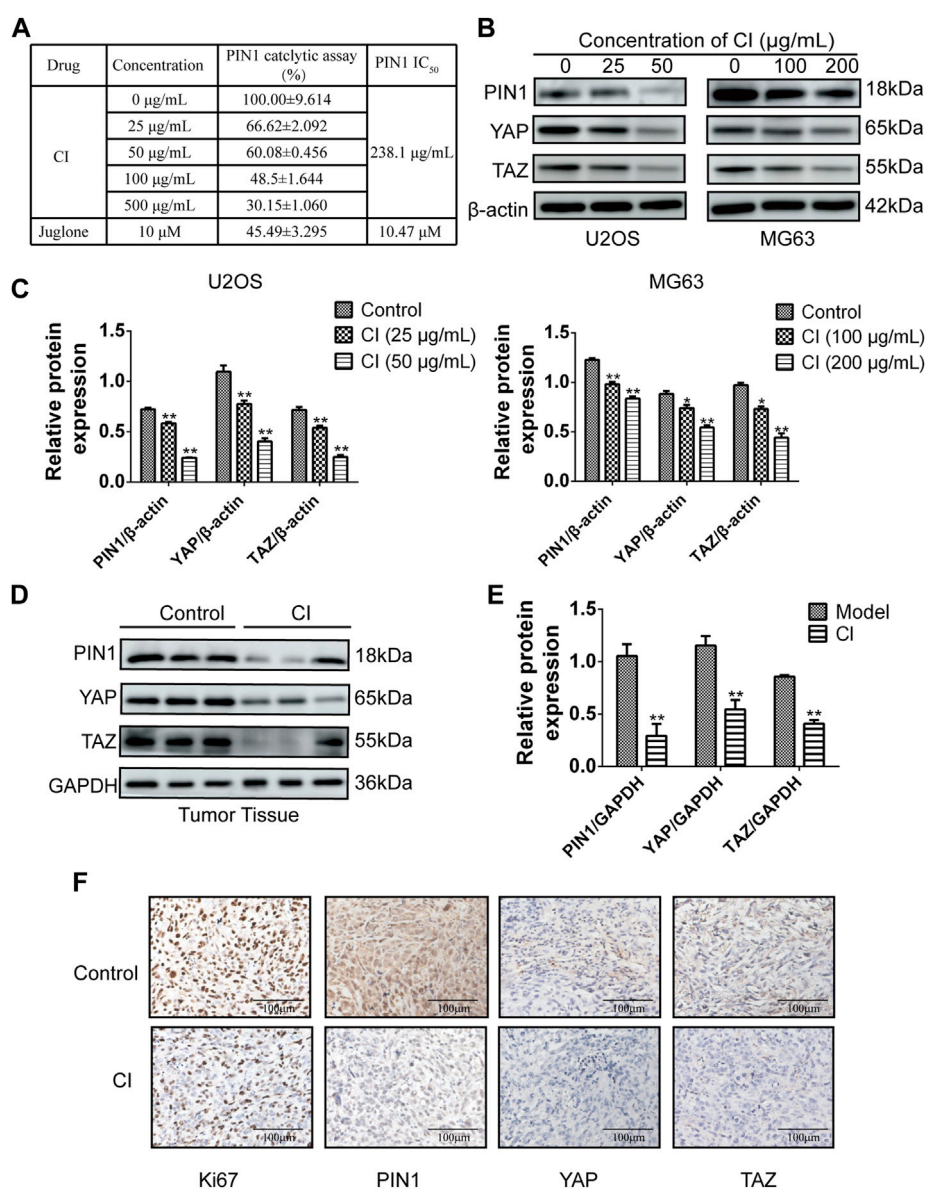 A
Drug Concentration PIN1 catclytic assay (%) PIN1 IC50
CI 0 μg/mL 100.00±9.614 238.1 μg/mL
25 μg/mL 66.62±2.092
50 μg/mL 60.08±0.456
100 μg/mL 48.5±1.644
500 μg/mL 30.15±1.060
Juglone 10 μM 45.49±3.295 10.47 μM
B
Concentration of CI (μg/mL)
0 25 50 0 100 200
PIN1 18kDa
YAP 65kDa
TAZ 55kDa
β-actin 42kDa
U2OS MG63
C
U2OS
Control
CI (25 μg/mL)
CI (50 μg/mL)
Relative protein
expression
1.5
1.0
0.5
0.0
** ** ** ** ** **
PIN1/β-actin
YAP/β-actin
TAZ/β-actin
MG63
Control
CI (100 μg/mL)
CI (200 μg/mL)
Relative protein
expression
1.5
1.0
0.5
0.0
** ** * ** * **
PIN1/β-actin
YAP/β-actin
TAZ/β-actin
D
Control CI
PIN1 18kDa
YAP 65kDa
TAZ 55kDa
GAPDH 36kDa
Tumor Tissue
E
Model
CI
Relative protein
expression
1.5
1.0
0.5
0.0
** ** **
PIN1/GAPDH
YAP/GAPDH
TAZ/GAPDH
F
Control
100μm 100μm 100μm 100μm
CI
100μm 100μm 100μm 100μm
Ki67 PIN1 YAP TAZ